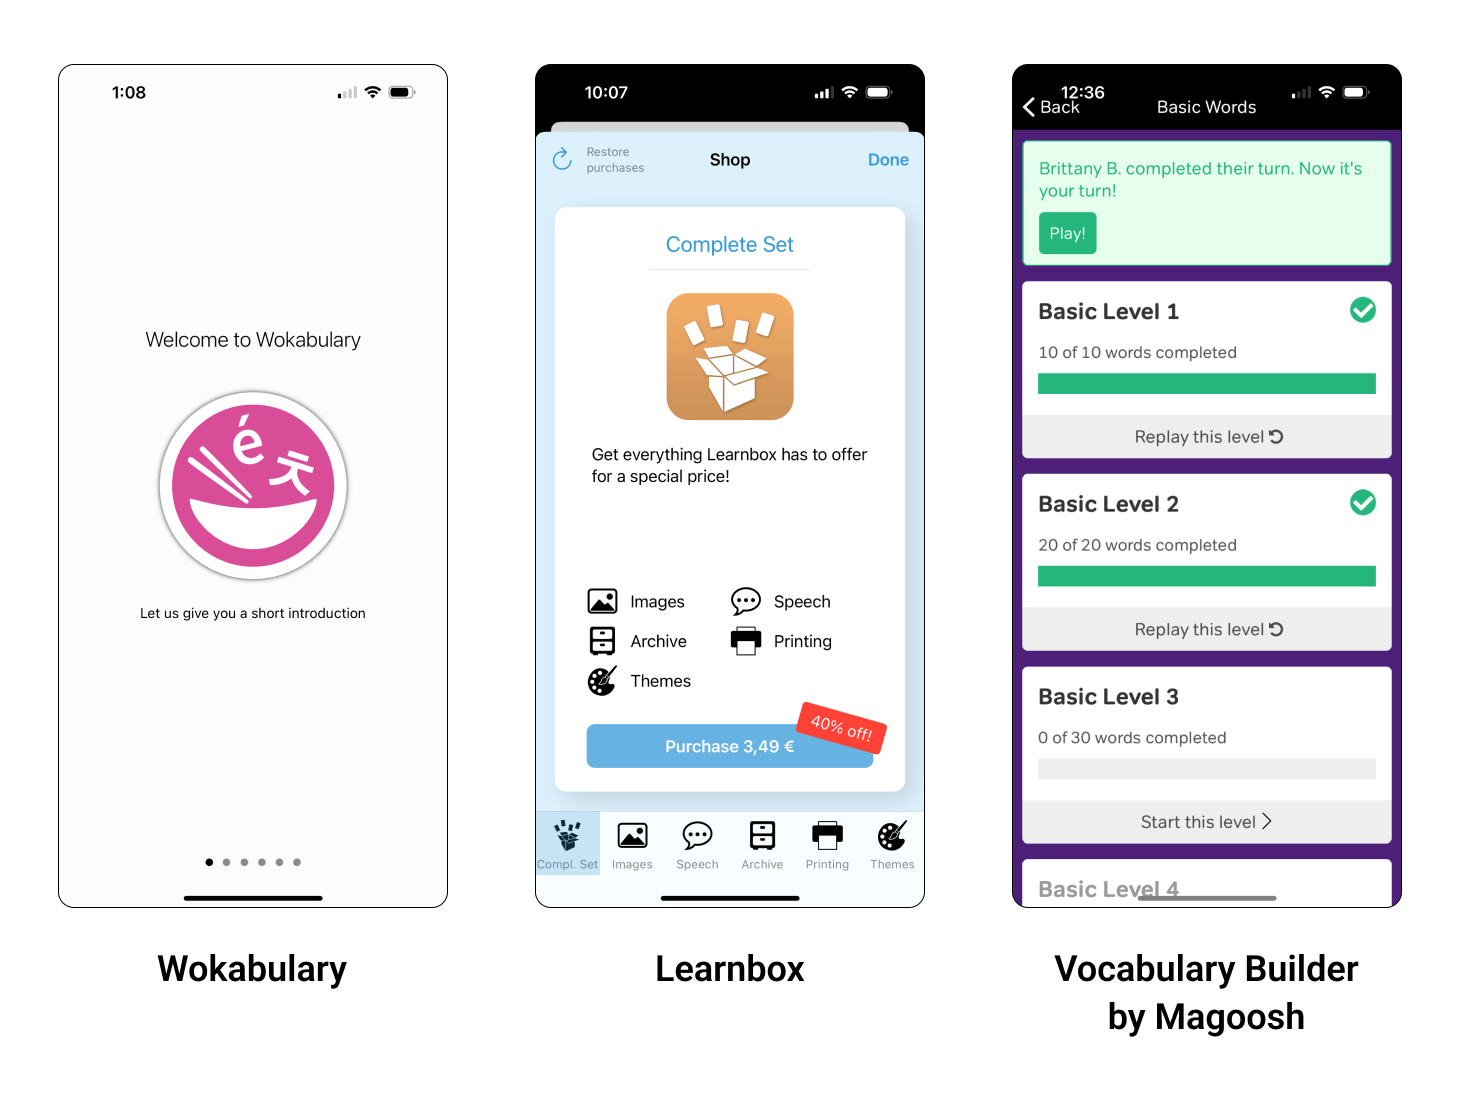 1:08
Welcome to Wokabulary
é
Let us give you a short introduction
Wokabulary
10:07
Restore
purchases
Shop
Done
Complete Set
Get everything Learnbox has to offer
for a special price!
Images
Speech
Archive
Printing
Themes
40% off!
Purchase 3,49 €
Compl. Set
Images
Speech
Archive
Printing
Themes
Learnbox
12:36
Back
Basic Words
Brittany B. completed their turn. Now it's
your turn!
Play!
Basic Level 1
10 of 10 words completed
Replay this level
Basic Level 2
20 of 20 words completed
Replay this level
Basic Level 3
0 of 30 words completed
Start this level
Basic Level 4
Vocabulary Builder
by Magoosh